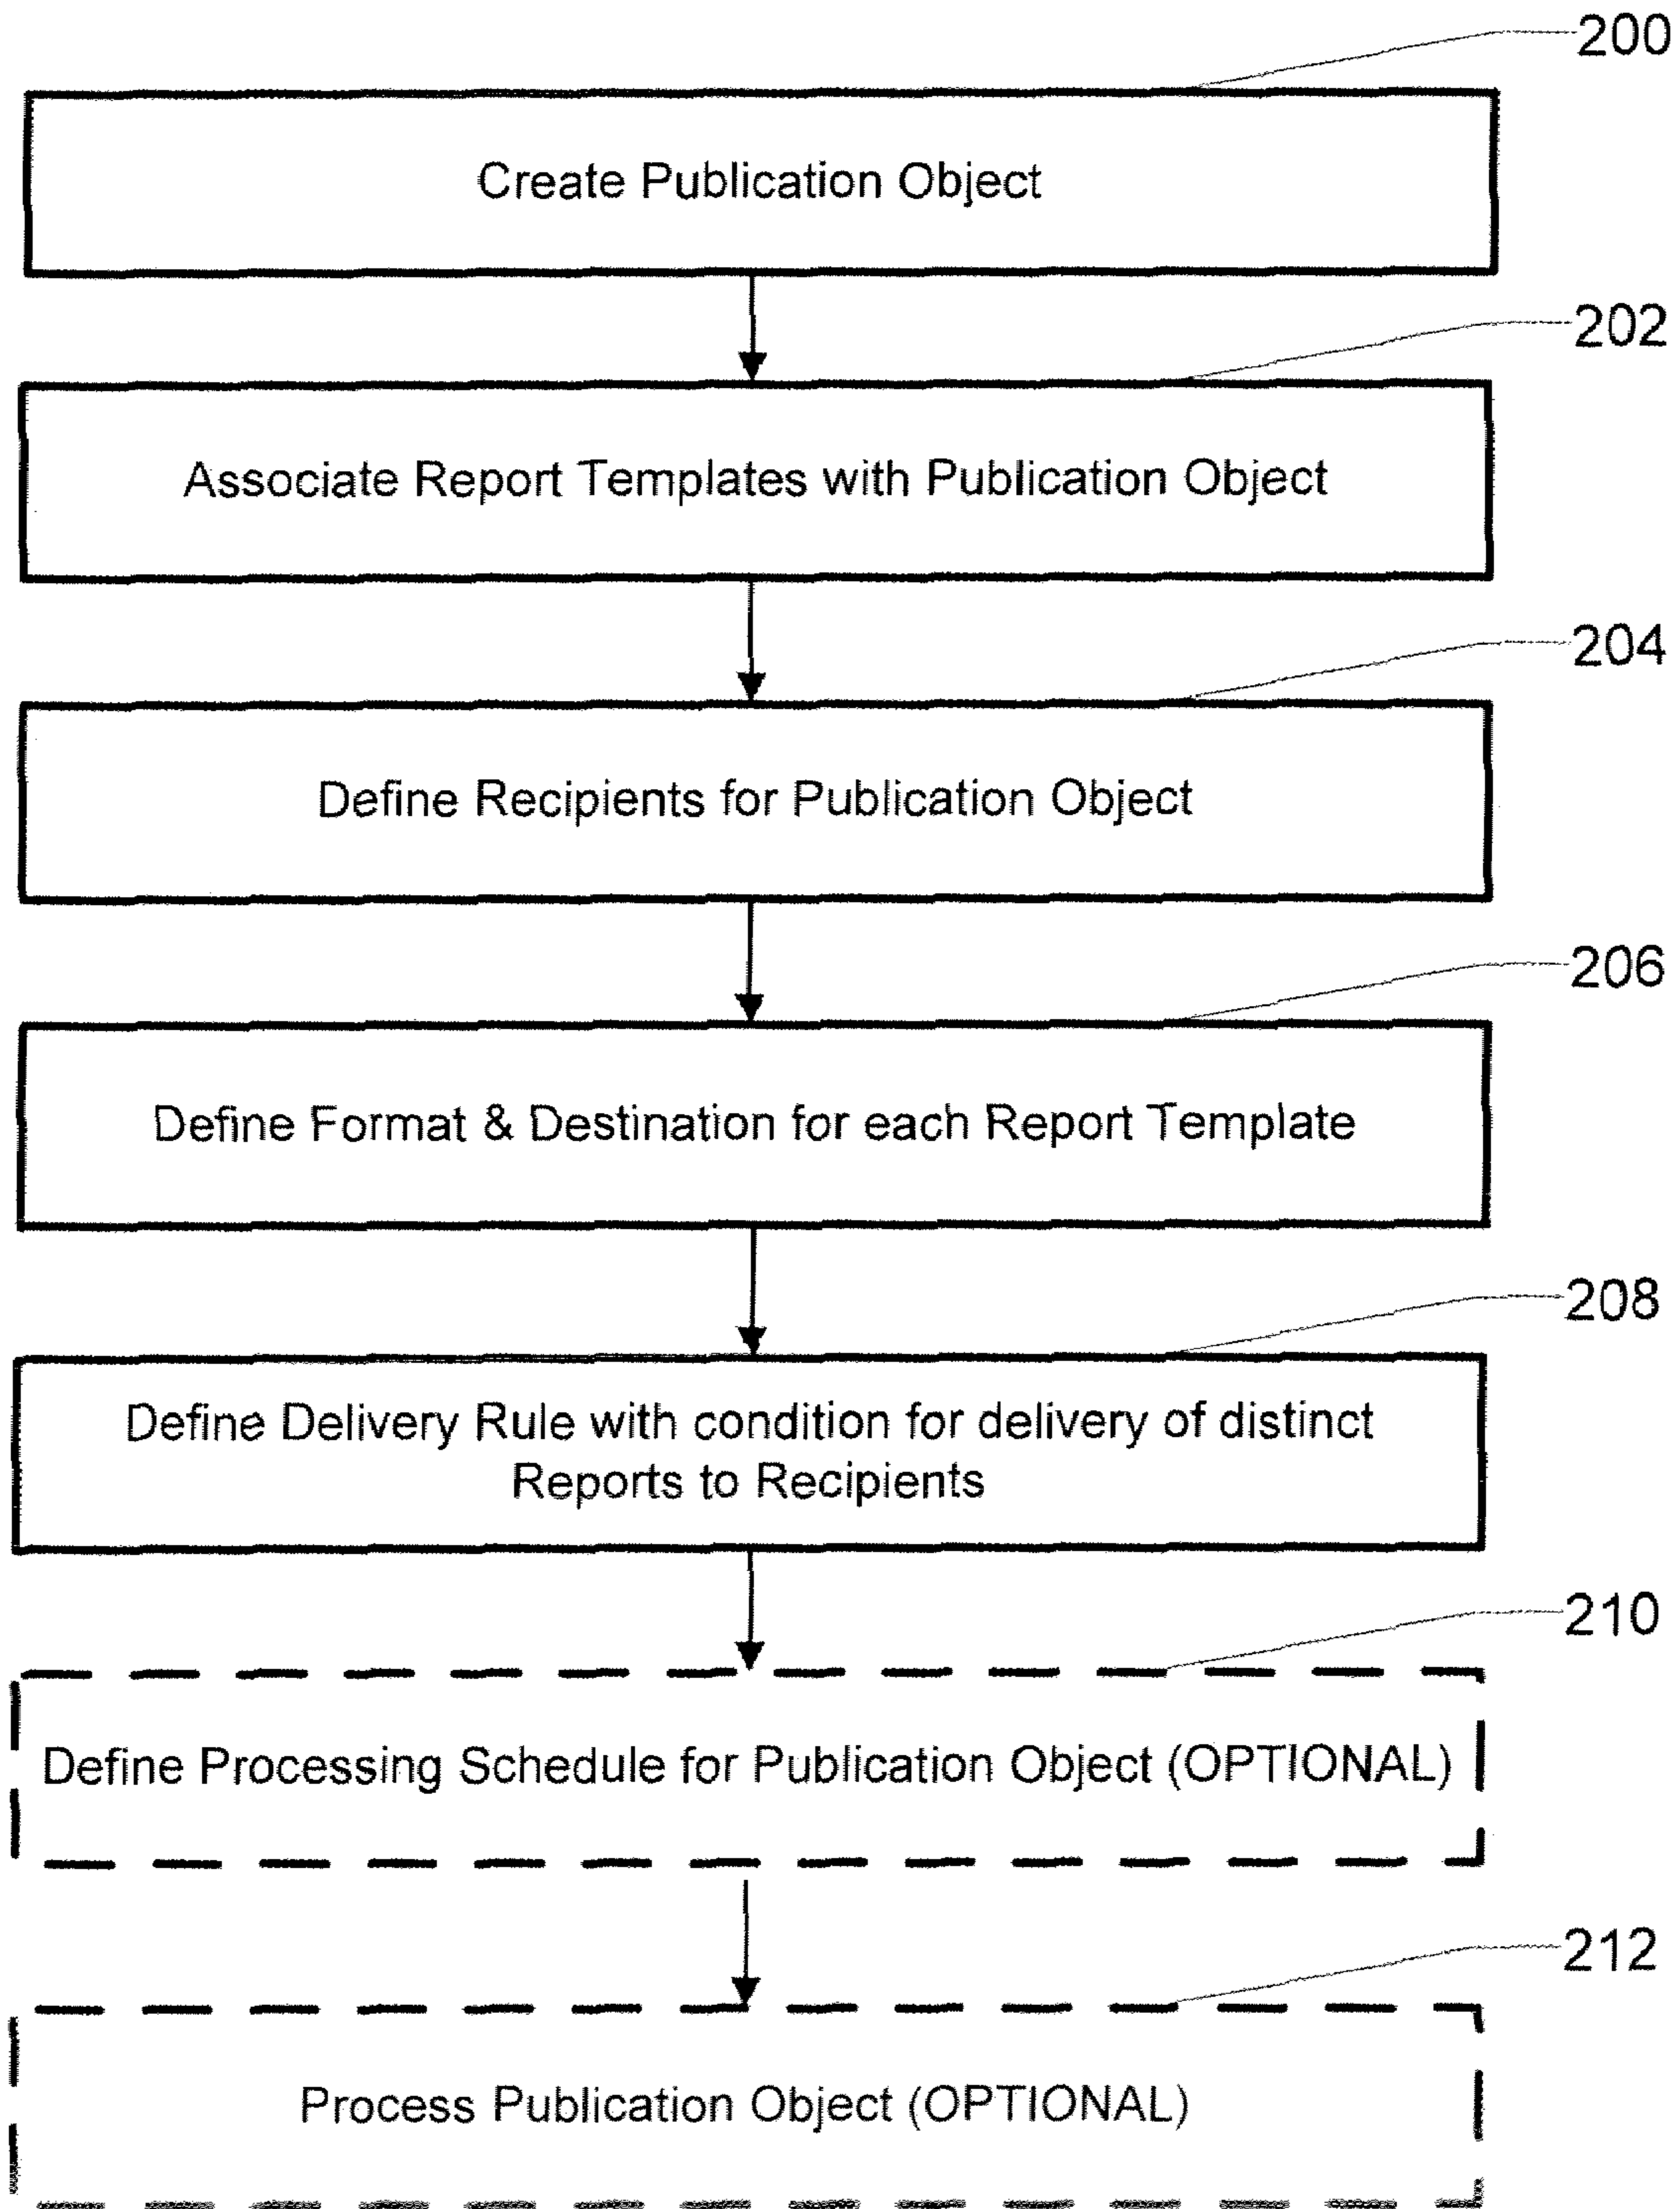 200
Create Publication Object
202
Associate Report Templates with Publication Object
204
Define Recipients for Publication Object
206
Define Format & Destination for each Report Template
208
Define Delivery Rule with condition for delivery of distinct
Reports to Recipients
210
Define Processing Schedule for Publication Object (OPTIONAL)
212
Process Publication Object (OPTIONAL)